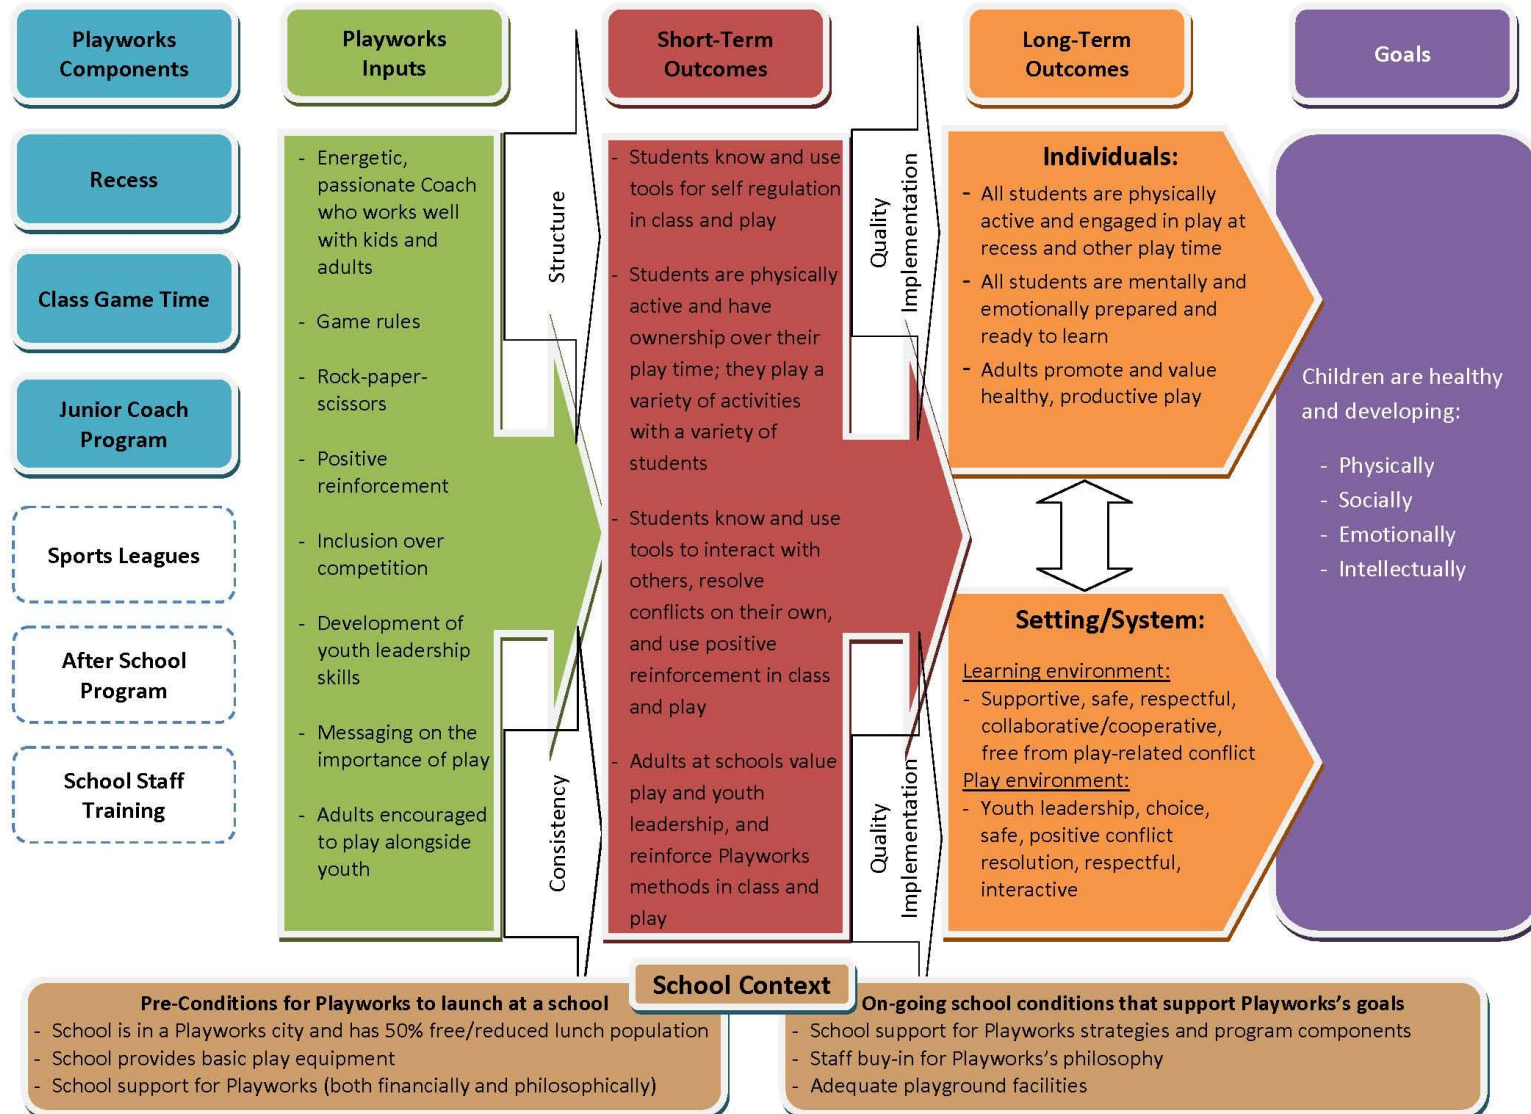 Playworks
Components
Playworks
Inputs
Short-Term
Outcomes
Long-Term
Outcomes
Goals
Recess
Class Game Time
Junior Coach
Program
Sports Leagues
After School
Program
School Staff
Training
- Energetic,
passionate Coach
who works well
with kids and
adults
- Game rules
- Rock-paper-
scissors
- Positive
reinforcement
- Inclusion over
competition
- Development of
youth leadership
skills
- Messaging on the
importance of play
- Adults encouraged
to play alongside
youth
Structure
Consistency
- Students know and use
tools for self regulation
in class and play
- Students are physically
active and have
ownership over their
play time; they play a
variety of activities
with a variety of
students
- Students know and use
tools to interact with
others, resolve
conflicts on their own,
and use positive
reinforcement in class
and play
- Adults at schools value
play and youth
leadership, and
reinforce Playworks
methods in class and
play
Quality
Implementation
Quality
Implementation
Individuals:
- All students are physically
active and engaged in play at
recess and other play time
- All students are mentally and
emotionally prepared and
ready to learn
- Adults promote and value
healthy, productive play
Setting/System:
Learning environment:
- Supportive, safe, respectful,
collaborative/cooperative,
free from play-related conflict
Play environment:
- Youth leadership, choice,
safe, positive conflict
resolution, respectful,
interactive
Children are healthy
and developing:
- Physically
- Socially
- Emotionally
- Intellectually
School Context
Pre-Conditions for Playworks to launch at a school
- School is in a Playworks city and has 50% free/reduced lunch population
- School provides basic play equipment
- School support for Playworks (both financially and philosophically)
On-going school conditions that support Playworks's goals
- School support for Playworks strategies and program components
- Staff buy-in for Playworks's philosophy
- Adequate playground facilities